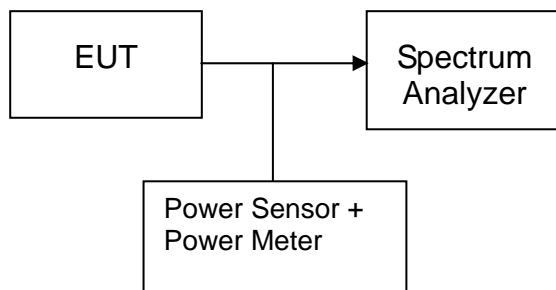 EUT
Spectrum
Analyzer
Power Sensor +
Power Meter